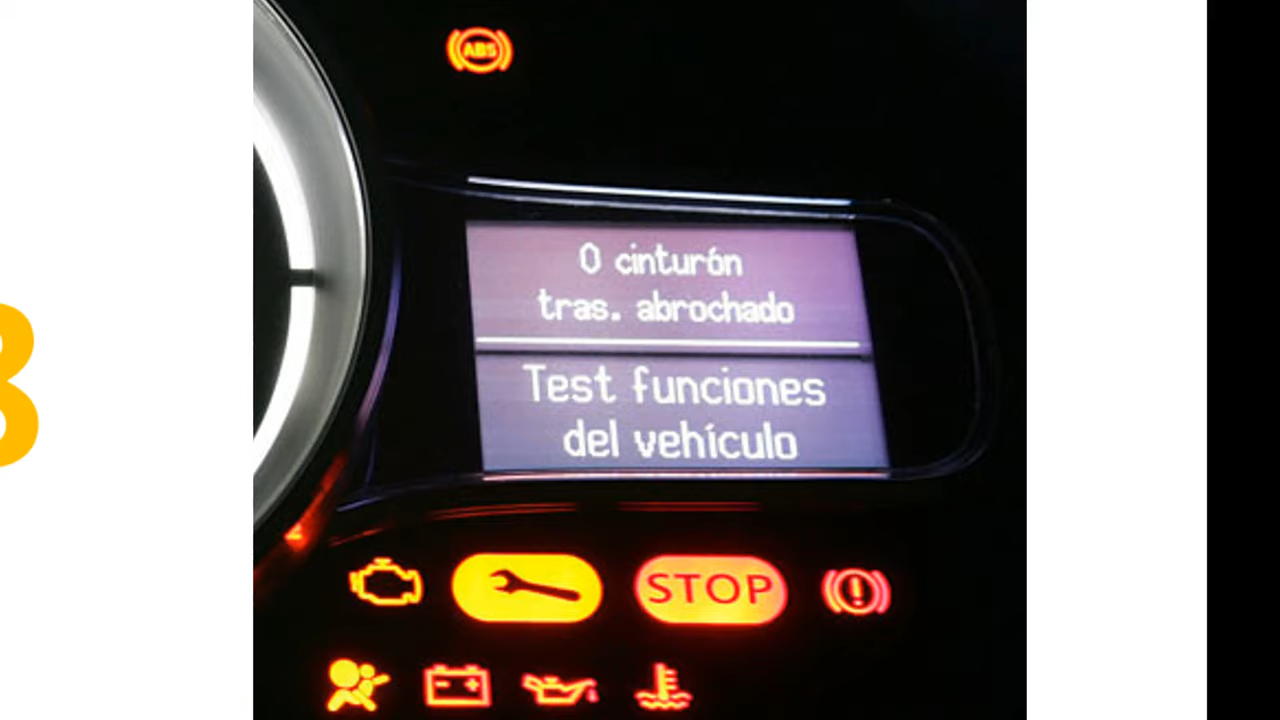 ABS
0 cinturón
tras. abrochado
Test funciones
del vehículo
STOP